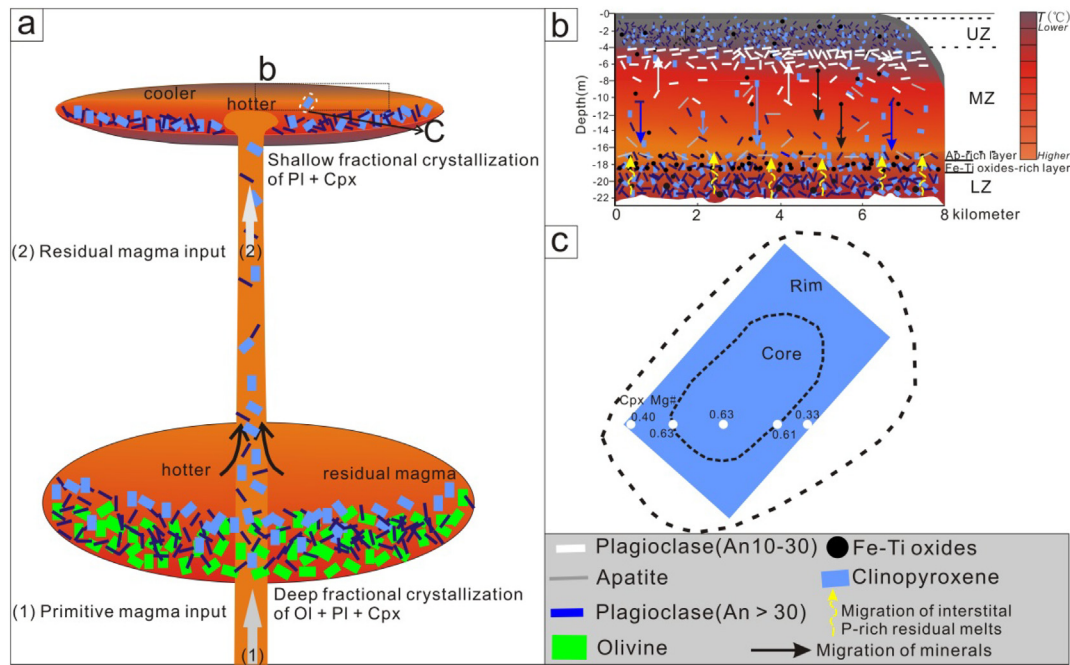 a
b
cooler
hotter
C
Shallow fractional crystallization
of Pl + Cpx
(2) Residual magma input
(2)
hotter
residual magma
(1) Primitive magma input
Deep fractional crystallization
of Ol + Pl + Cpx
(1)
b
Depth(m)
-0
-2
-4
-6
-8
-10
-12
-14
-16
-18
-20
-22
0
2
4
6
8 kilometer
UZ
MZ
Ab-rich layer
Fe-Ti oxides-rich layer
LZ
T (℃)
Lower
Higher
c
Rim
Core
Cpx Mg#
0.40
0.63
0.63
0.61
0.33
Plagioclase(An10-30)
Fe-Ti oxides
Apatite
Clinopyroxene
Plagioclase(An > 30)
Migration of interstital
P-rich residual melts
Olivine
Migration of minerals